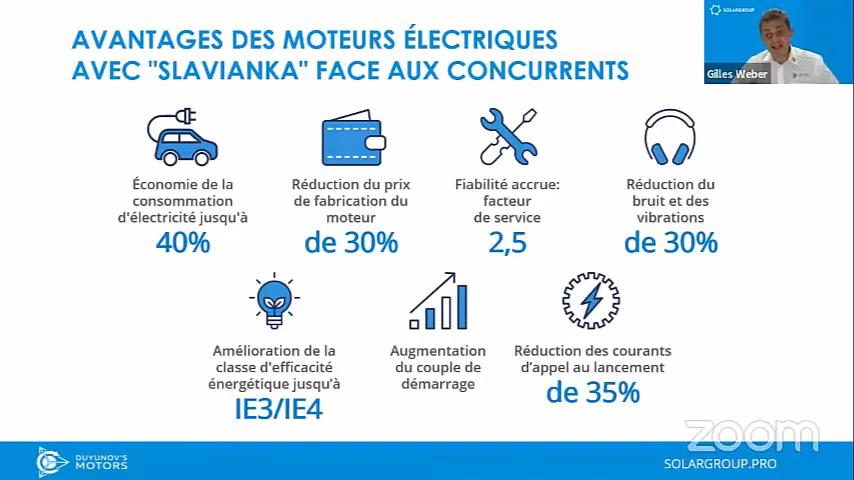 AVANTAGES DES MOTEURS ÉLECTRIQUES
AVEC "SLAVIANKA" FACE AUX CONCURRENTS
SOLARGROUP
Gilles Weber
Économie de la
consommation
d'électricité jusqu'à
40%
Réduction du prix
de fabrication du
moteur
de 30%
Fiabilité accrue:
facteur
de service
2,5
Réduction du
bruit et des
vibrations
de 30%
Amélioration de la
classe d'efficacité
énergétique jusqu'à
IE3/IE4
Augmentation
du couple de
démarrage
Réduction des courants
d'appel au lancement
de 35%
zoom
DUYUNOV'S
MOTORS
SOLARGROUP.PRO